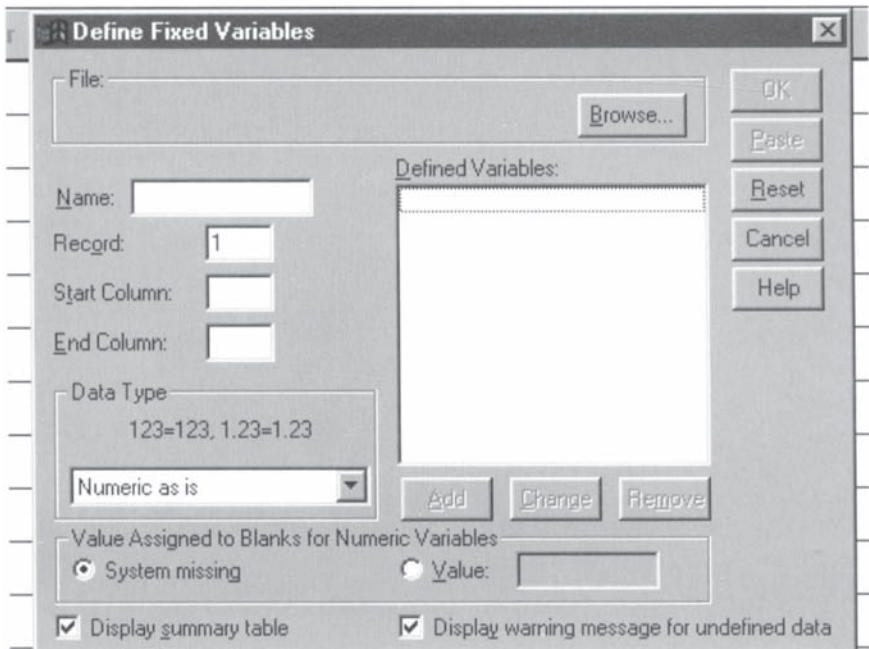 Define Fixed Variables
File:
Browse...
OK
Paste
Reset
Cancel
Help
Name:
Record: 1
Start Column:
End Column:
Defined Variables:
Data Type
123=123, 1.23=1.23
Numeric as is
Add
Change
Remove
Value Assigned to Blanks for Numeric Variables
System missing
Value:
Display summary table
Display warning message for undefined data